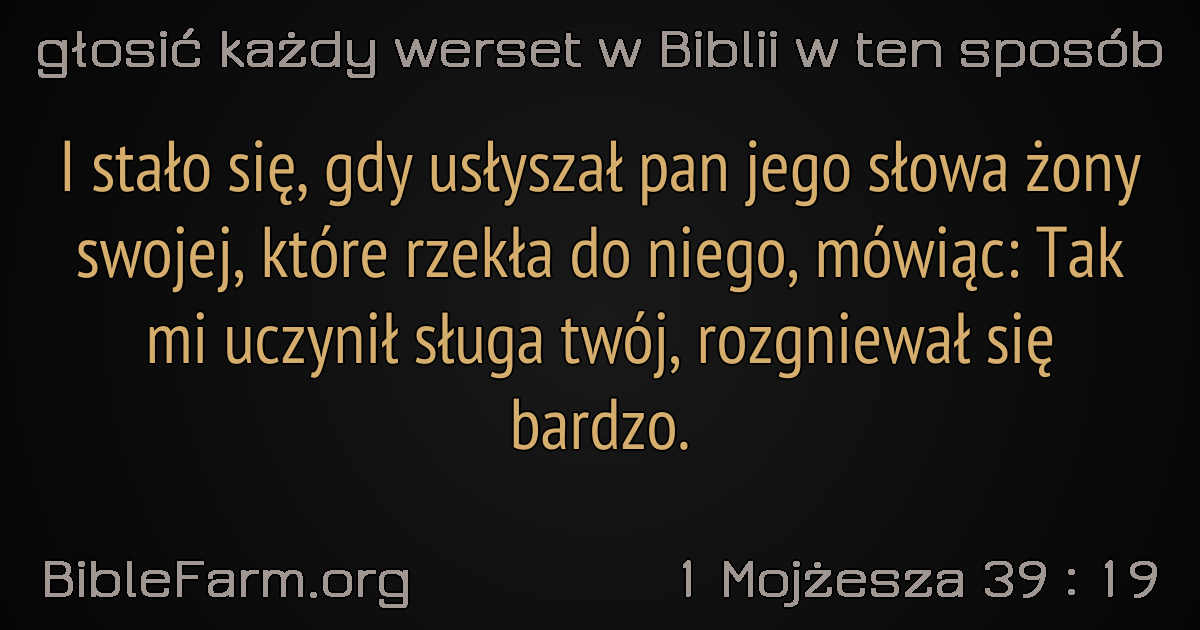 głosić każdy werset w Biblii w ten sposób
I stało się, gdy usłyszał pan jego słowa żony
swojej, które rzekła do niego, mówiąc: Tak
mi uczynił sługa twój, rozgniewał się
bardzo.
BibleFarm.org
1 Mojżesza 39 : 19